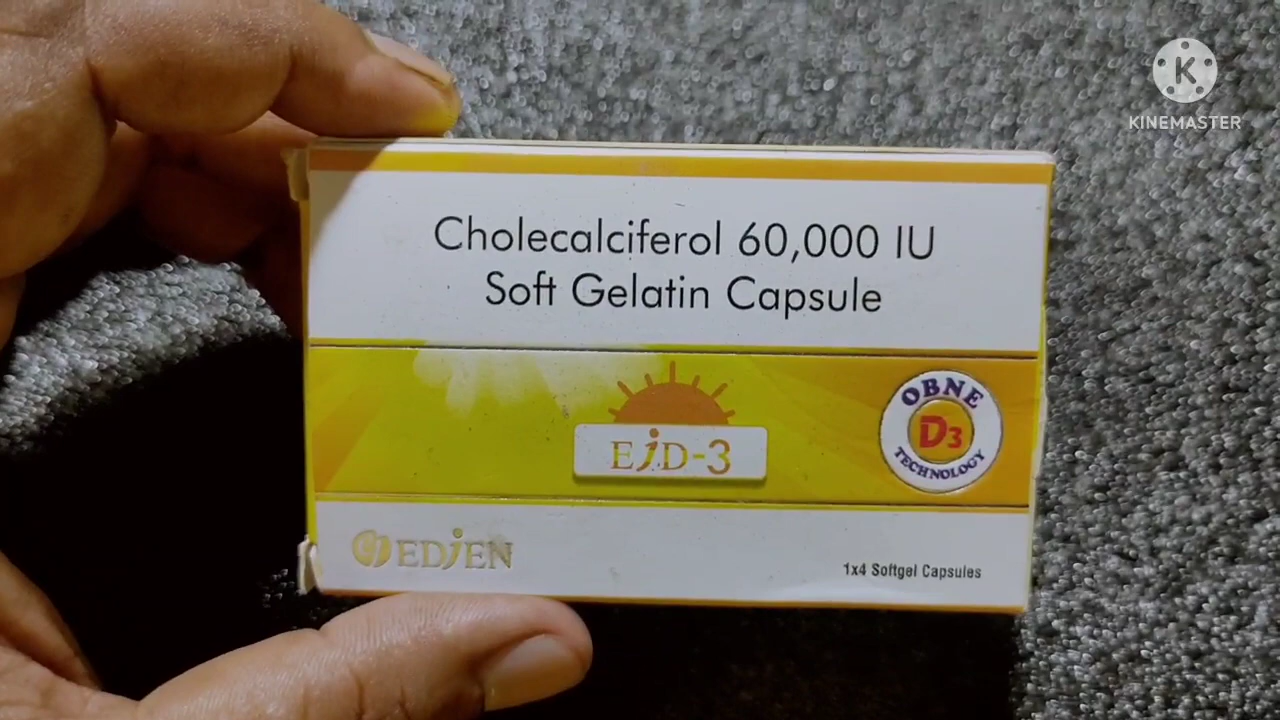 KINEMASTER
Cholecalciferol 60,000 IU
Soft Gelatin Capsule
OBNE
D3
TECHNOLOGY
EjD-3
EDjEN
1x4 Softgel Capsules